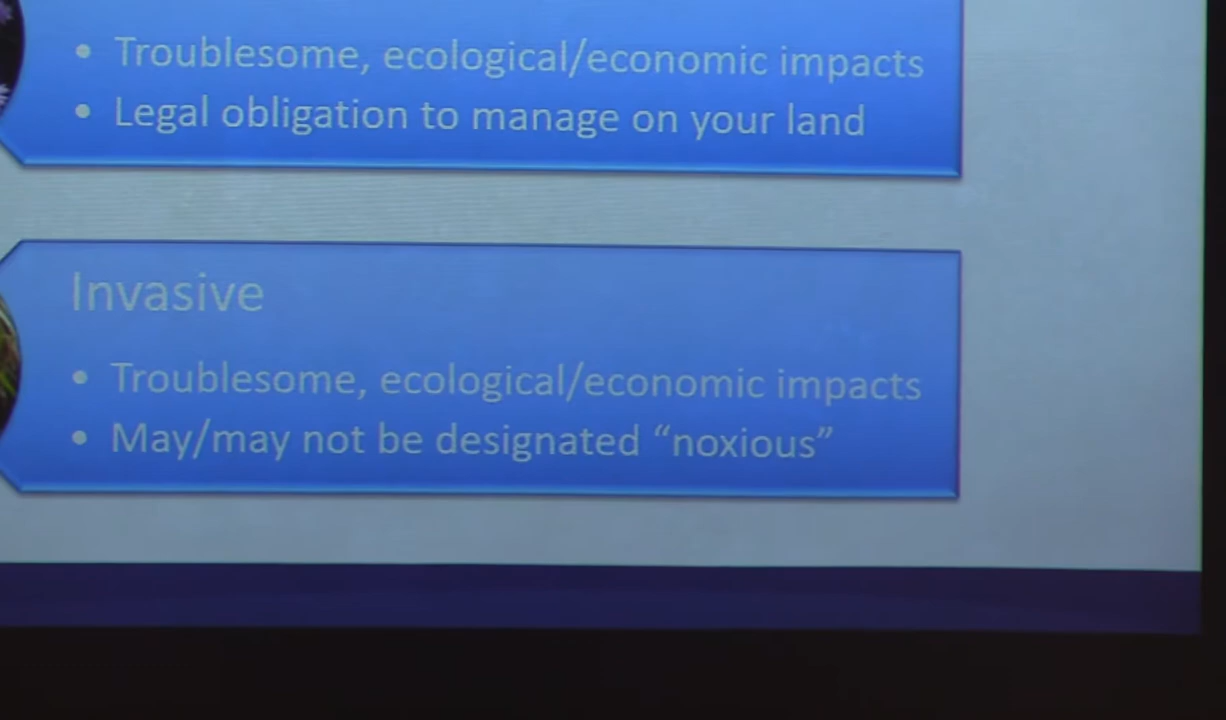 • Troublesome, ecological/economic impacts
• Legal obligation to manage on your land
Invasive
• Troublesome, ecological/economic impacts
• May/may not be designated “noxious”